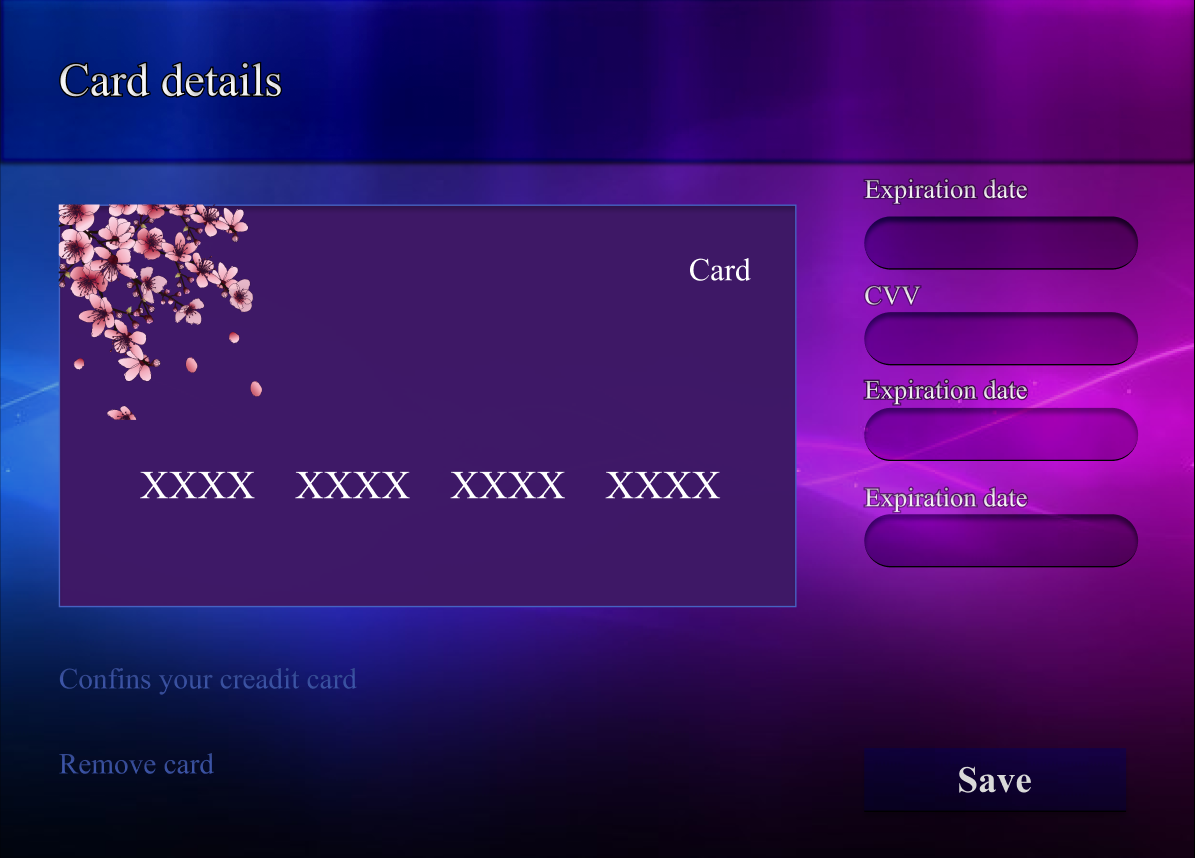 Card details
Card
XXXX XXXX XXXX XXXX
Expiration date
CVV
Expiration date
Expiration date
Confins your creadit card
Remove card
Save